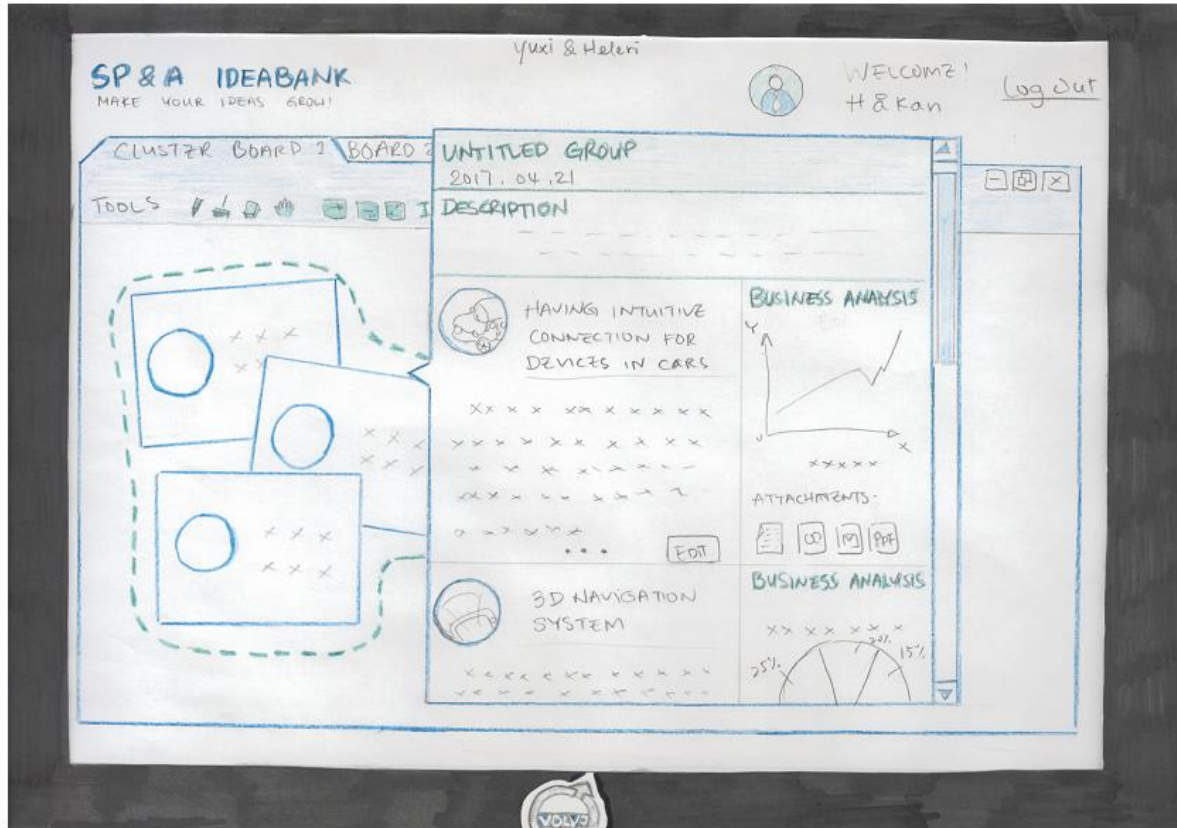 Yuxi & Heleri
SP & A IDEABANK
MAKE YOUR IDEAS GROW!
WELCOME!
Håkan
Log Out
CLUSTER BOARD 1
BOARD 2
TOOLS
UNTITLED GROUP
2017.04.21
DESCRIPTION
HAVING INTUITIVE
CONNECTION FOR
DEVICES IN CARS
EDIT
BUSINESS ANALYSIS
Y
X
ATTACHMENTS.
PDF
3D NAVIGATION
SYSTEM
BUSINESS ANALYSIS
25%
20%
15%
VOLVO